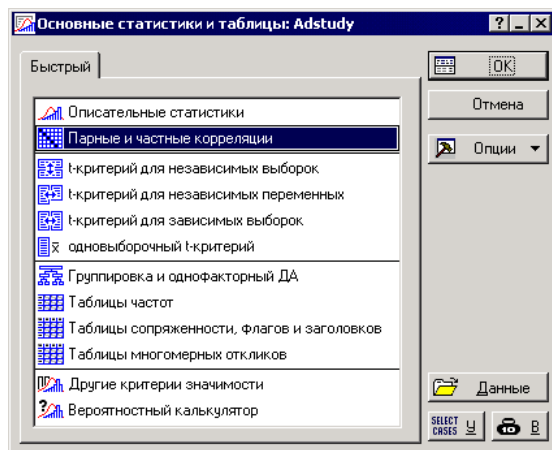 Основные статистики и таблицы: Adstudy
Быстрый
Описательные статистики
Парные и частные корреляции
t-критерий для независимых выборок
t-критерий для независимых переменных
t-критерий для зависимых выборок
одновыборочный t-критерий
Группировка и однофакторный ДА
Таблицы частот
Таблицы сопряженности, флагов и заголовков
Таблицы многомерных откликов
Другие критерии значимости
Вероятностный калькулятор
OK
Отмена
Опции
Данные
SELECT
CASES
У
В